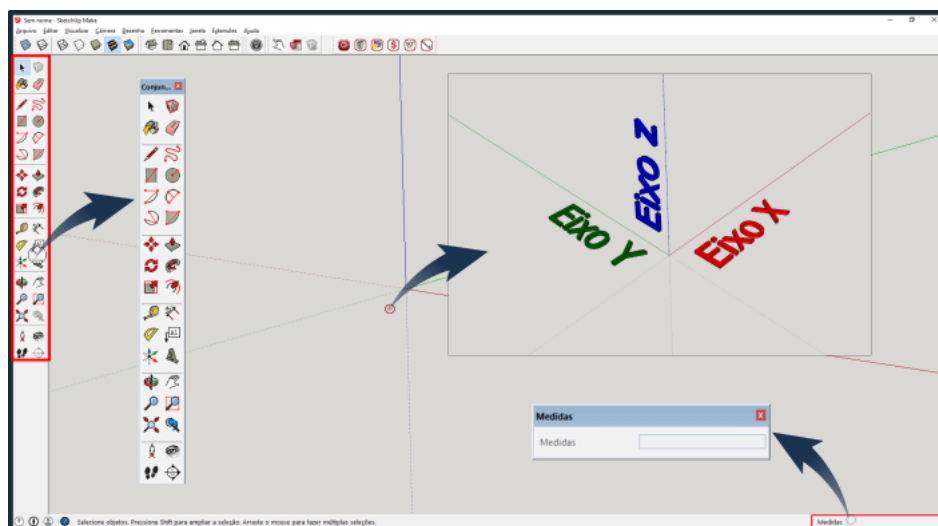 Sem nome - SketchUp Make
Arquivo Editar Visualizar Câmera Desenho Ferramentas Janela Extensões Ajuda
Conjun...
Eixo Z
Eixo Y
Eixo X
A1
Medidas
Medidas
Selecione objetos. Pressione Shift para ampliar a seleção. Arraste o mouse para fazer múltiplas seleções.
Medidas